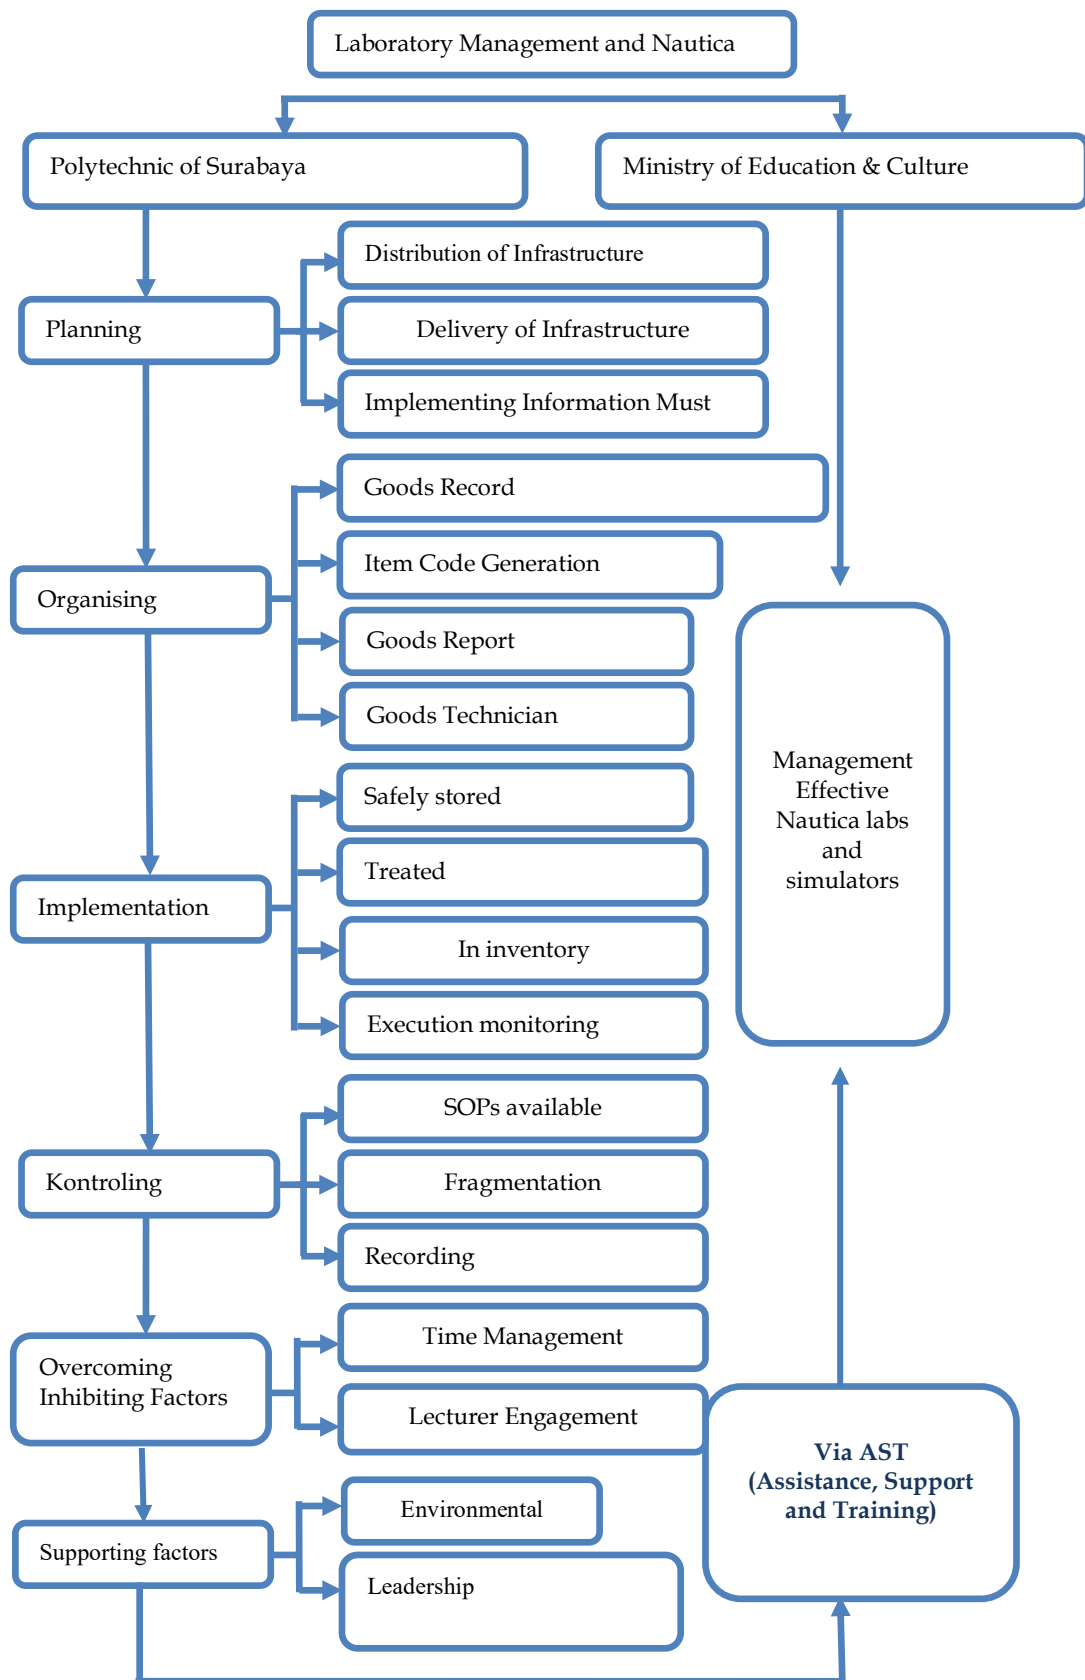 Laboratory Management and Nautica
Polytechnic of Surabaya
Ministry of Education & Culture
Distribution of Infrastructure
Planning
Delivery of Infrastructure
Implementing Information Must
Goods Record
Item Code Generation
Organising
Goods Report
Goods Technician
Management
Effective
Nautica labs
and
simulators
Safely stored
Treated
Implementation
In inventory
Execution monitoring
SOPs available
Kontroling
Fragmentation
Recording
Time Management
Overcoming
Inhibiting Factors
Lecturer Engagement
Via AST
(Assistance, Support
and Training)
Environmental
Supporting factors
Leadership